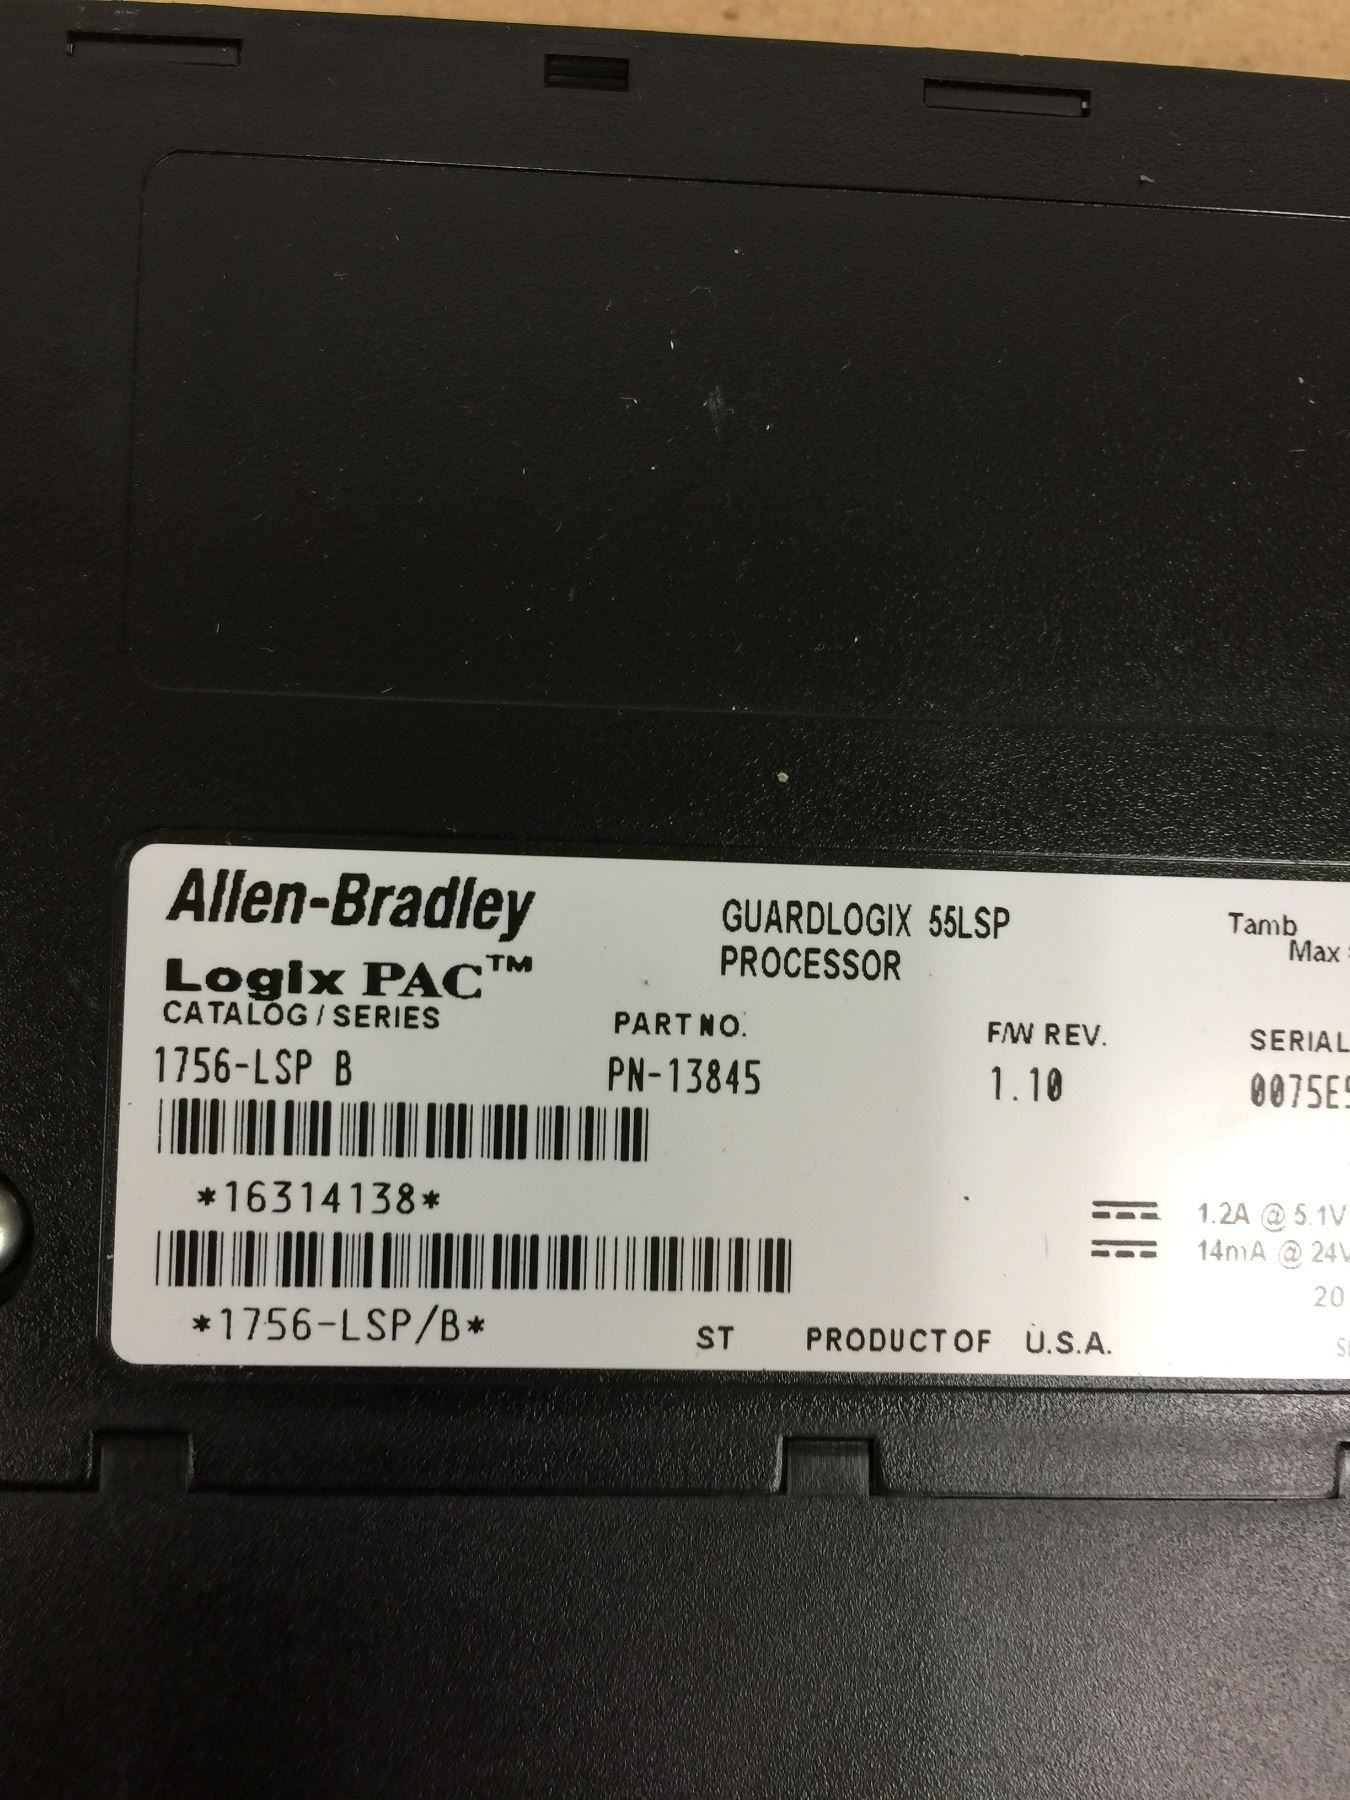 Allen-Bradley
Logix PAC™
CATALOG / SERIES
1756-LSP B
*16314138*
*1756-LSP/B*
GUARDLOGIX 55LSP
PROCESSOR
PART NO.
PN-13845
F/W REV.
1.10
Tamb
Max
SERIAL
0075E
1.2A @ 5.1V
14mA @ 24V
20
ST PRODUCT OF U.S.A.